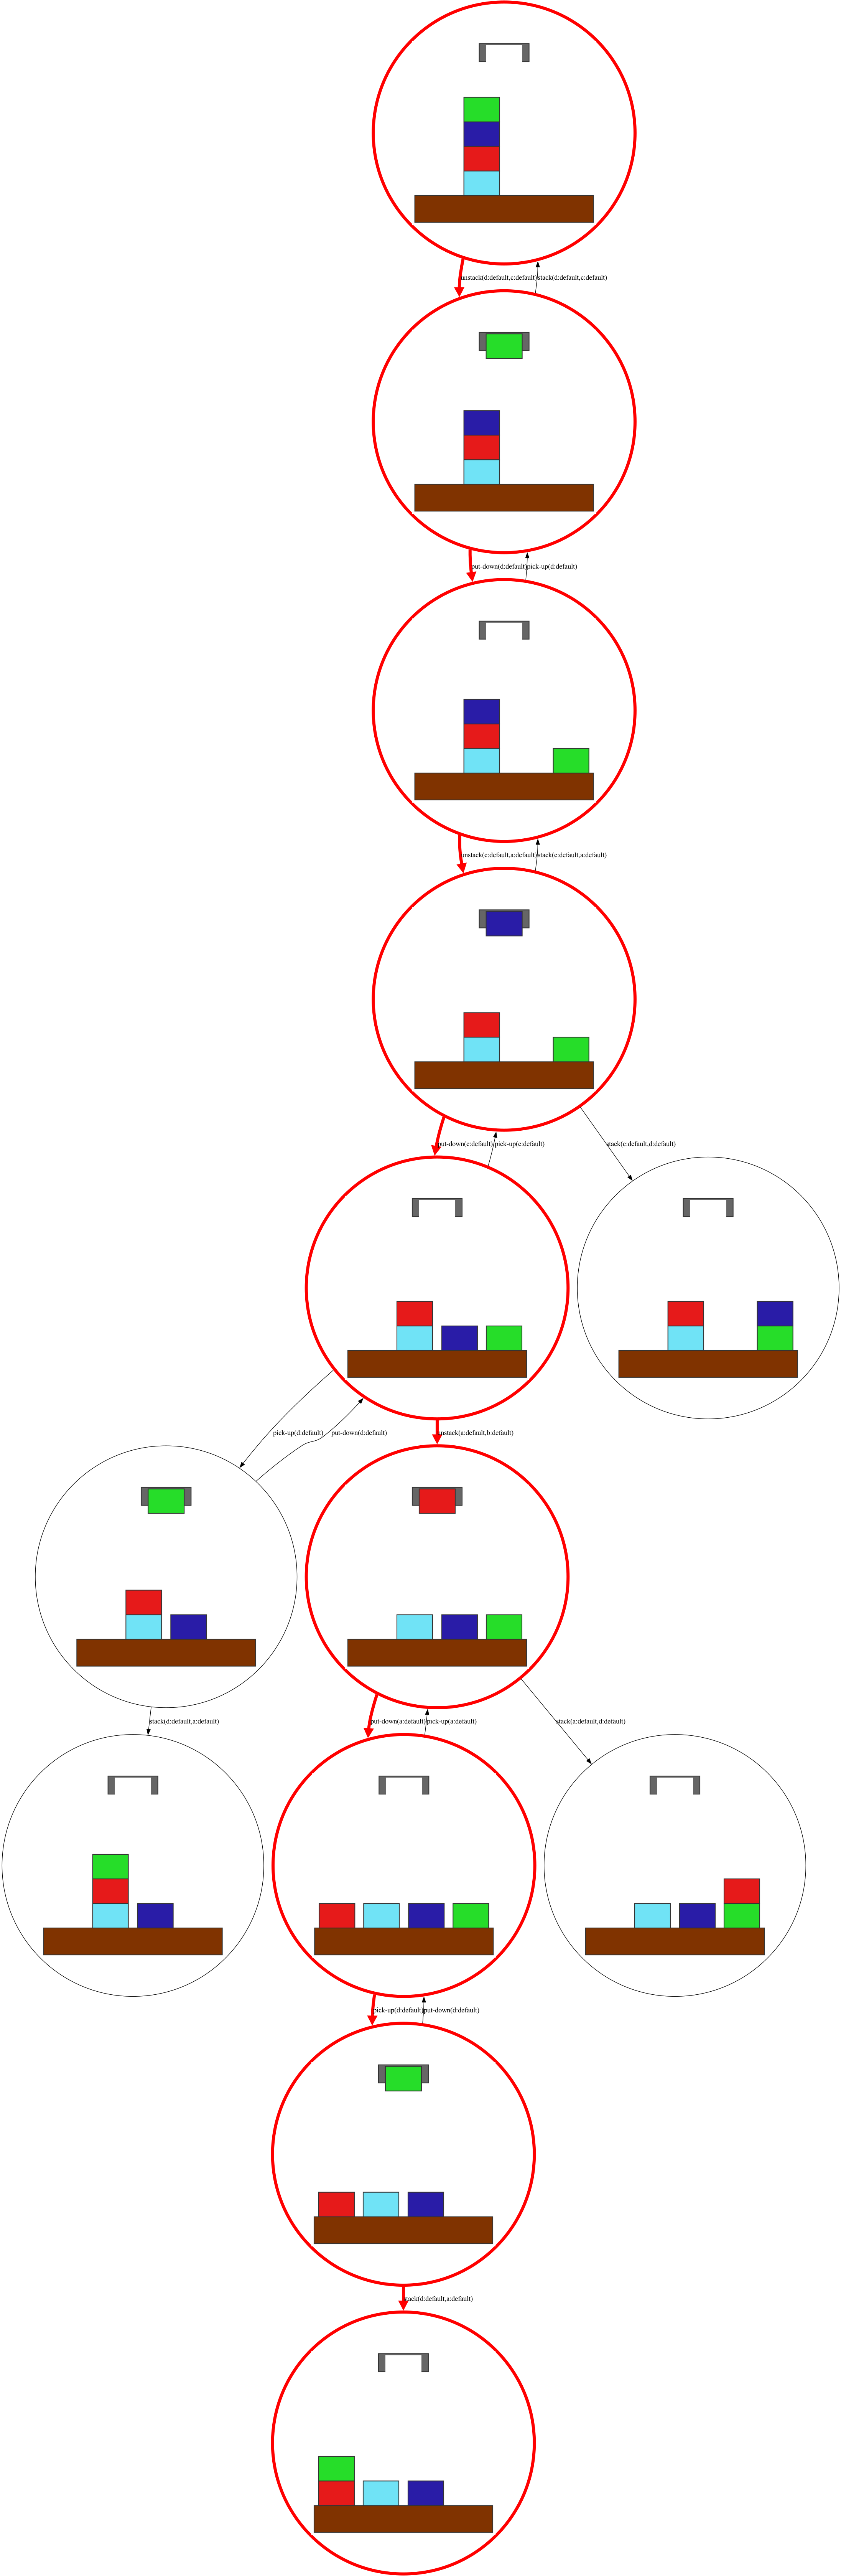 unstack(d:default,c:default)
stack(d:default,c:default)
put-down(d:default)
pick-up(d:default)
unstack(c:default,a:default)
stack(c:default,a:default)
put-down(c:default)
pick-up(c:default)
stack(c:default,d:default)
pick-up(d:default)
put-down(d:default)
unstack(a:default,b:default)
stack(d:default,a:default)
put-down(a:default)
pick-up(a:default)
stack(a:default,d:default)
pick-up(d:default)
put-down(d:default)
stack(d:default,a:default)